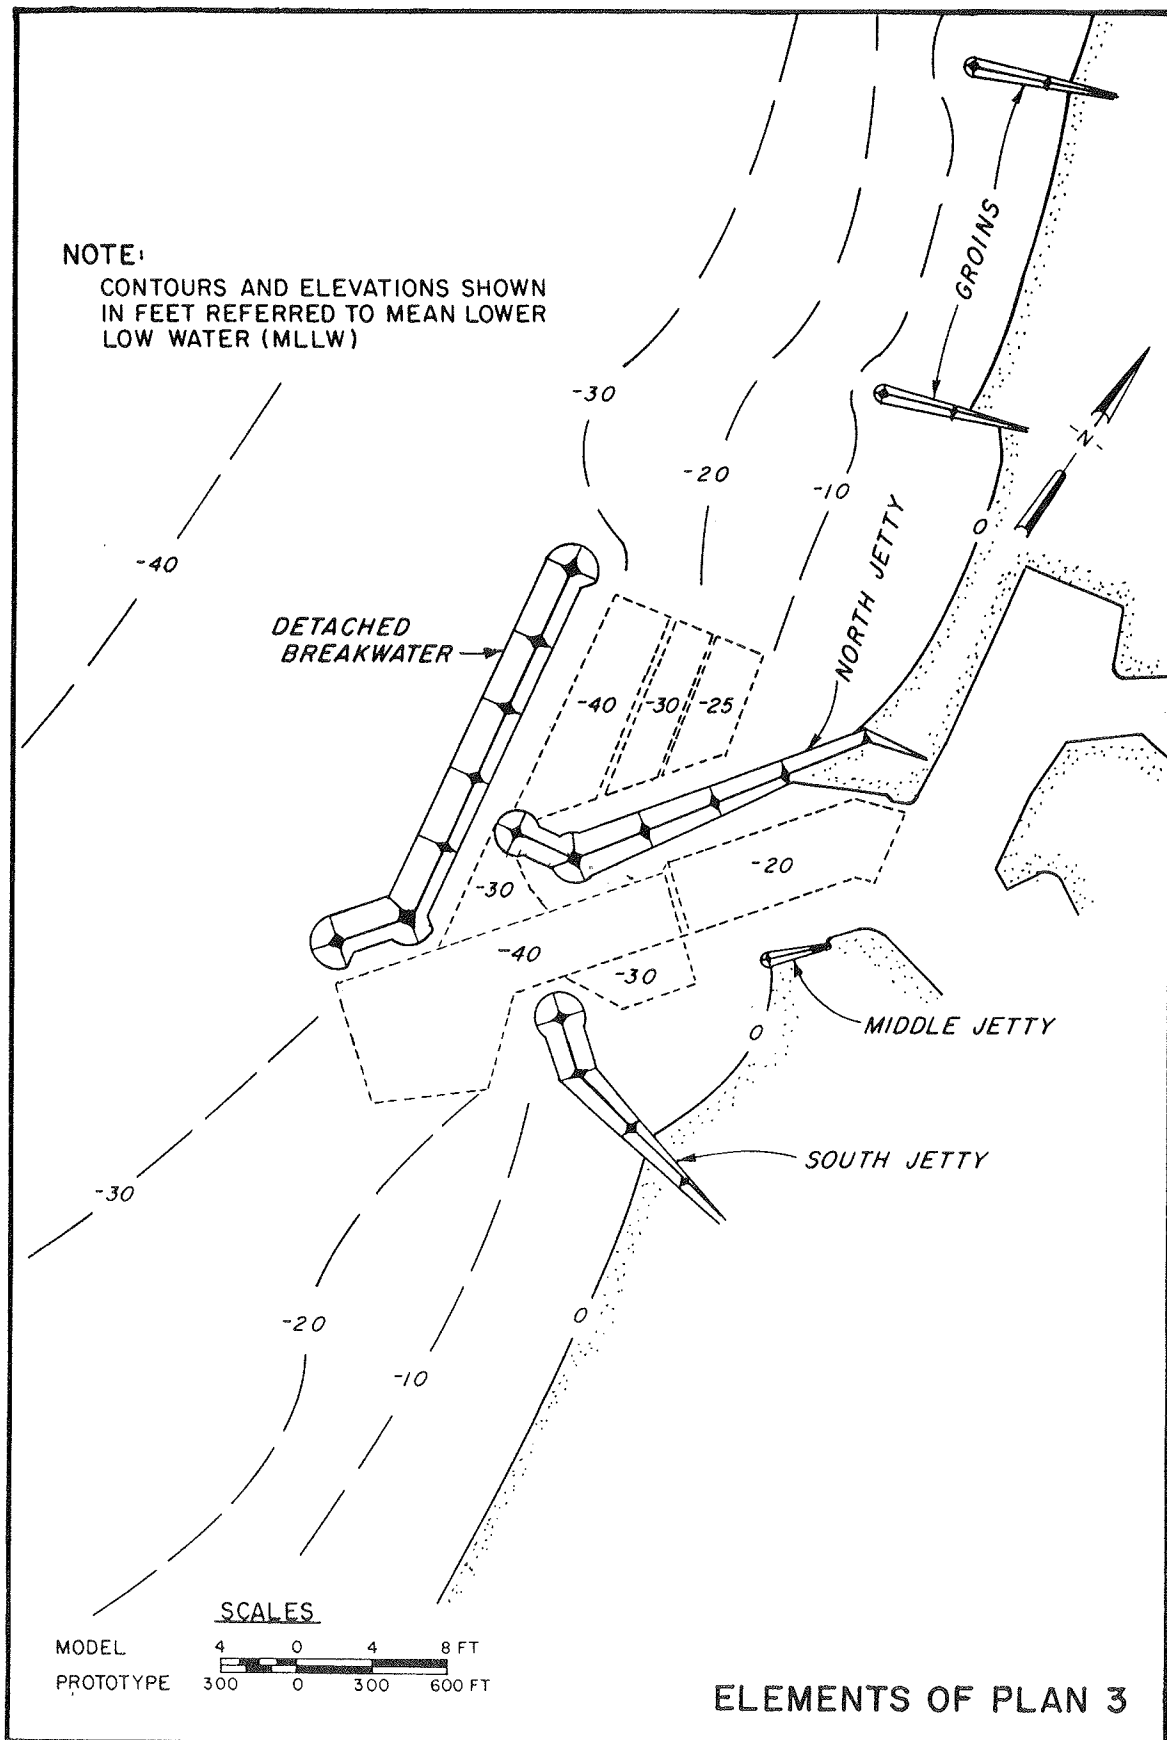 NOTE:
CONTOURS AND ELEVATIONS SHOWN
IN FEET REFERRED TO MEAN LOWER
LOW WATER (MLLW)
GROINS
-30
-N-
-20
-10
NORTH JETTY
0
-40
DETACHED
BREAKWATER
-40
-30
-25
-30
-20
-40
-30
MIDDLE JETTY
0
SOUTH JETTY
-30
0
-20
-10
SCALES
MODEL 4 0 4 8 FT
PROTOTYPE 300 0 300 600 FT
ELEMENTS OF PLAN 3